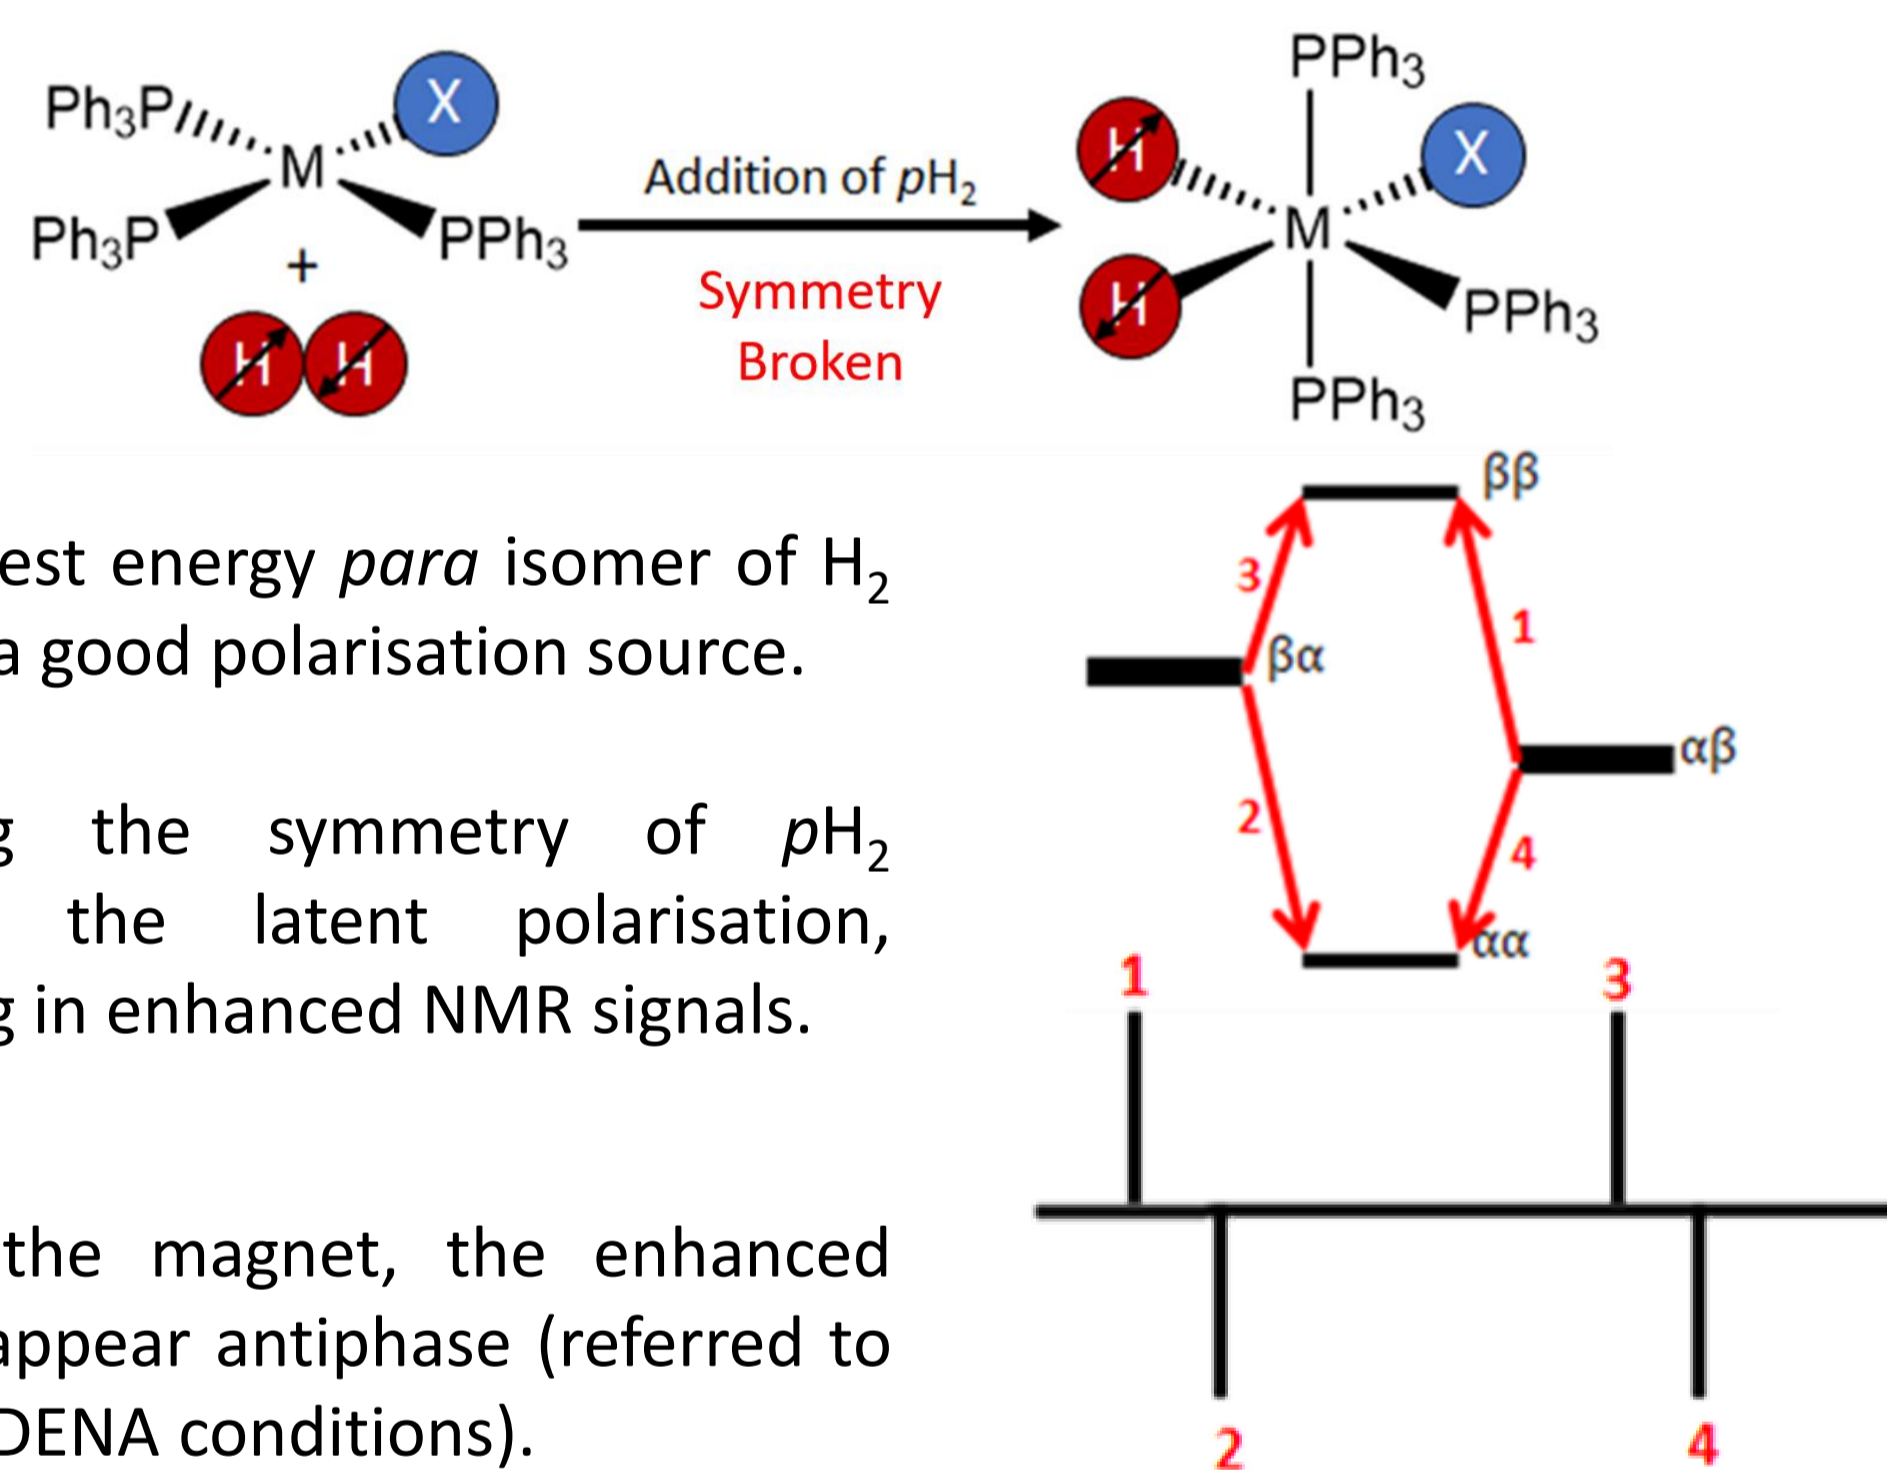 Ph₃P X
M
Ph₃P PPh₃
+
H H
Addition of pH₂
Symmetry
Broken
PPh₃
H X
M
H PPh₃
PPh₃
est energy para isomer of H₂
a good polarisation source.
g the symmetry of pH₂
the latent polarisation,
g in enhanced NMR signals.
the magnet, the enhanced
appear antiphase (referred to
DENA conditions).
ββ
3 1
βα
αβ
2 4
αα
1 3
2 4